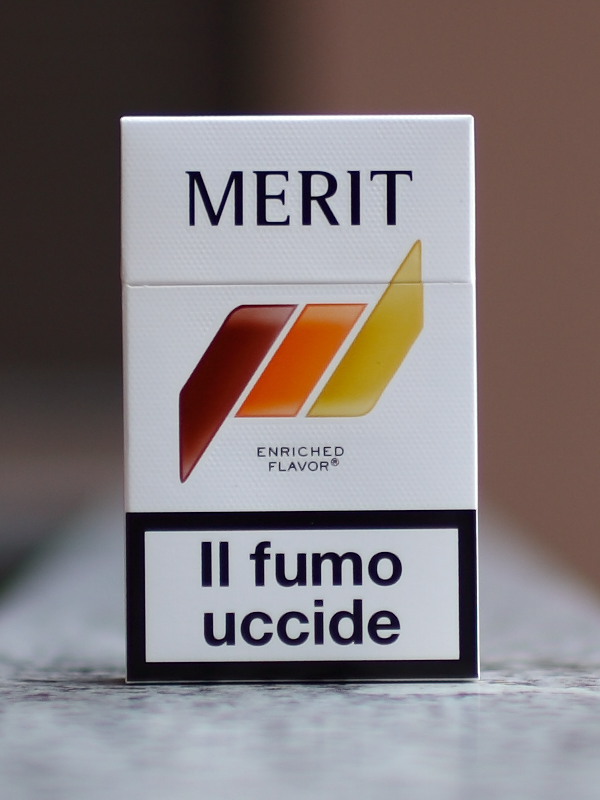 MERIT
ENRICHED
FLAVOR®
Il fumo
uccide